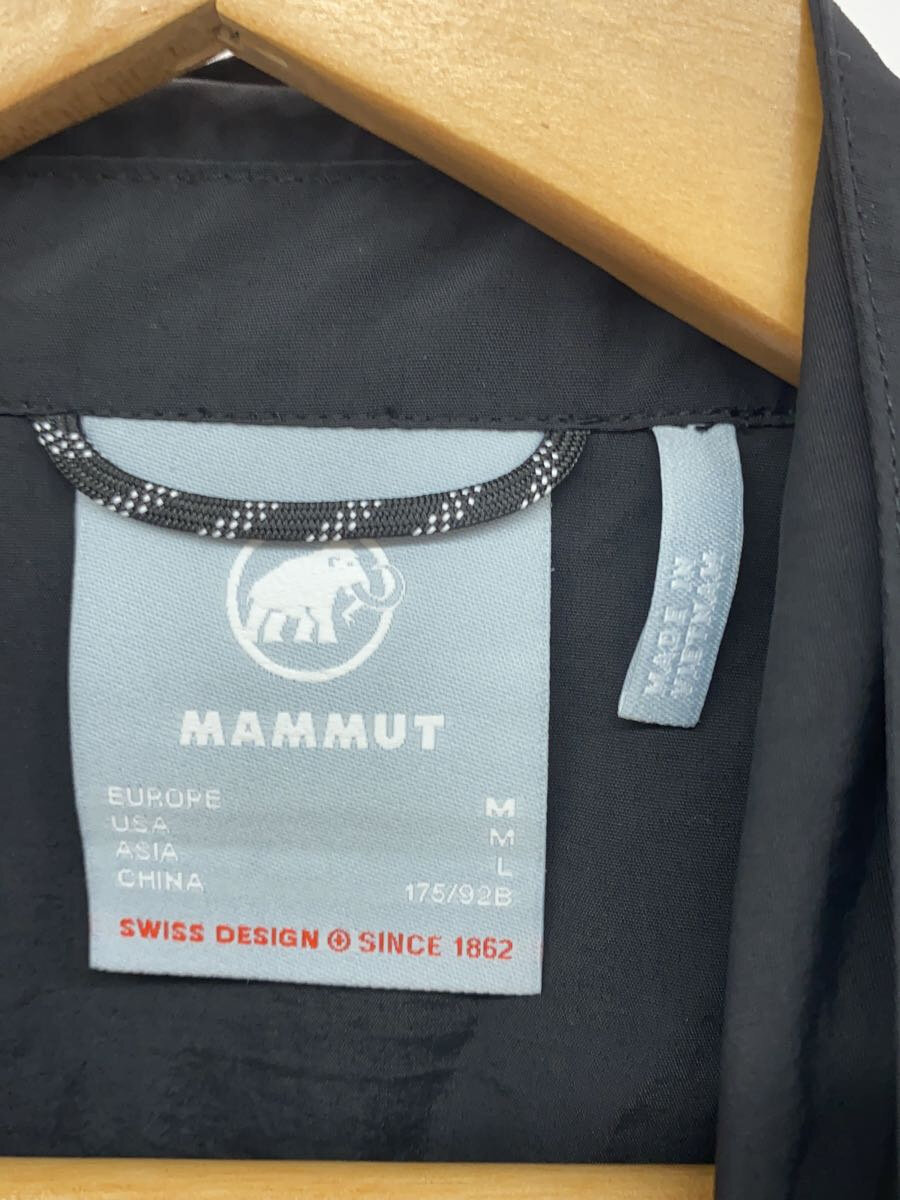 MAMMUT
EUROPE M
USA M
ASIA L
CHINA 175/92B
SWISS DESIGN SINCE 1862
MADE IN
VIETNAM